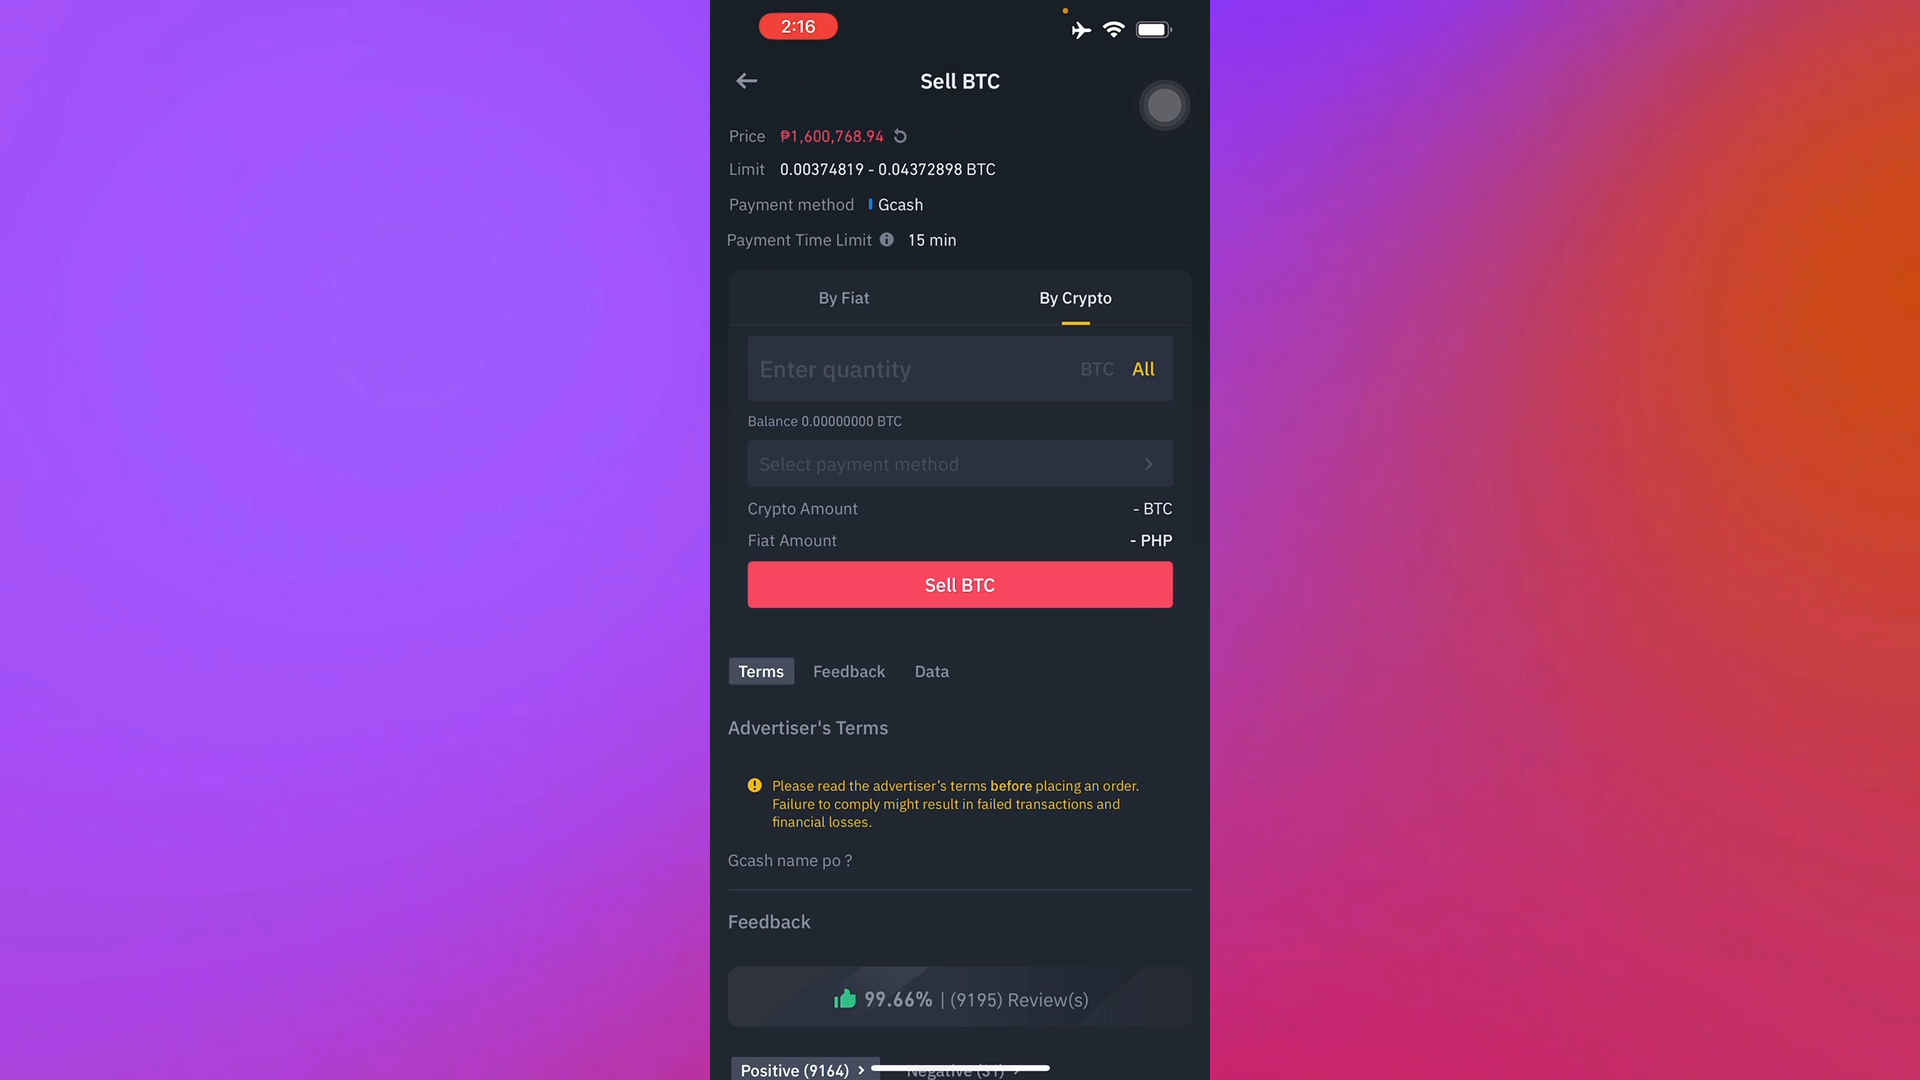 2:16
Sell BTC
Price ₱1,600,768.94
Limit 0.00374819 - 0.04372898 BTC
Payment method Gcash
Payment Time Limit 15 min
By Fiat By Crypto
Enter quantity BTC All
Balance 0.00000000 BTC
Select payment method
Crypto Amount - BTC
Fiat Amount - PHP
Sell BTC
Terms Feedback Data
Advertiser's Terms
Please read the advertiser's terms before placing an order.
Failure to comply might result in failed transactions and
financial losses.
Gcash name po ?
Feedback
99.66% | (9195) Review(s)
Positive (9164) Negative (31)